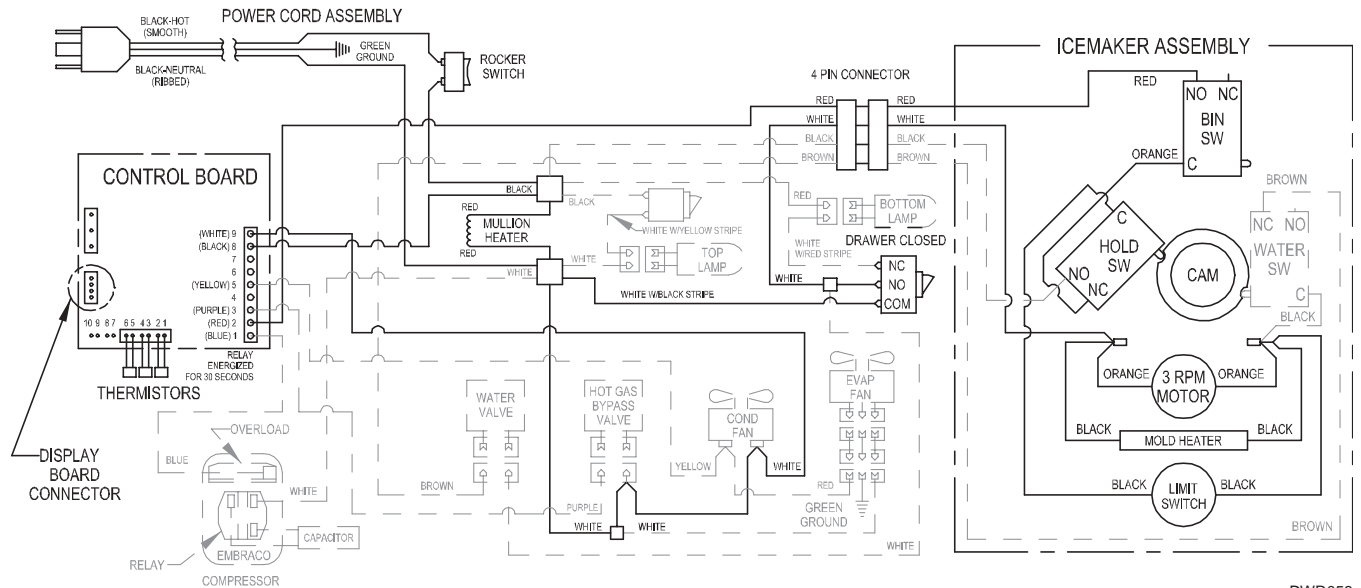 POWER CORD ASSEMBLY
BLACK-HOT
(SMOOTH)
GREEN
GROUND
BLACK-NEUTRAL
(RIBBED)
ROCKER
SWITCH
4 PIN CONNECTOR
RED
WHITE
BLACK
BROWN
RED
WHITE
BLACK
BROWN
ICEMAKER ASSEMBLY
RED
NO NC
BIN
SW
C
ORANGE
BROWN
C
HOLD
SW
NO
NC
CAM
NC NO
WATER
SW
C
BLACK
ORANGE
3 RPM
MOTOR
ORANGE
BLACK
MOLD HEATER
BLACK
BLACK
LIMIT
SWITCH
BLACK
BROWN
CONTROL BOARD
(WHITE) 9
(BLACK) 8
7
6
(YELLOW) 5
4
(PURPLE) 3
(RED) 2
(BLUE) 1
10 9 8 7 6 5 4 3 2 1
RELAY
ENERGIZED
FOR 30 SECONDS
THERMISTORS
DISPLAY
BOARD
CONNECTOR
BLACK
RED
MULLION
HEATER
RED
BLACK
WHITE W/YELLOW STRIPE
WHITE
WHITE
TOP
LAMP
RED
BOTTOM
LAMP
WHITE
W/RED STRIPE
DRAWER CLOSED
NC
NO
COM
WHITE
WHITE W/BLACK STRIPE
OVERLOAD
BLUE
WHITE
CAPACITOR
EMBRACO
RELAY
COMPRESSOR
WATER
VALVE
BROWN
HOT GAS
BYPASS
VALVE
PURPLE
WHITE
WHITE
COND
FAN
YELLOW
WHITE
EVAP
FAN
RED
GREEN
GROUND
WHITE